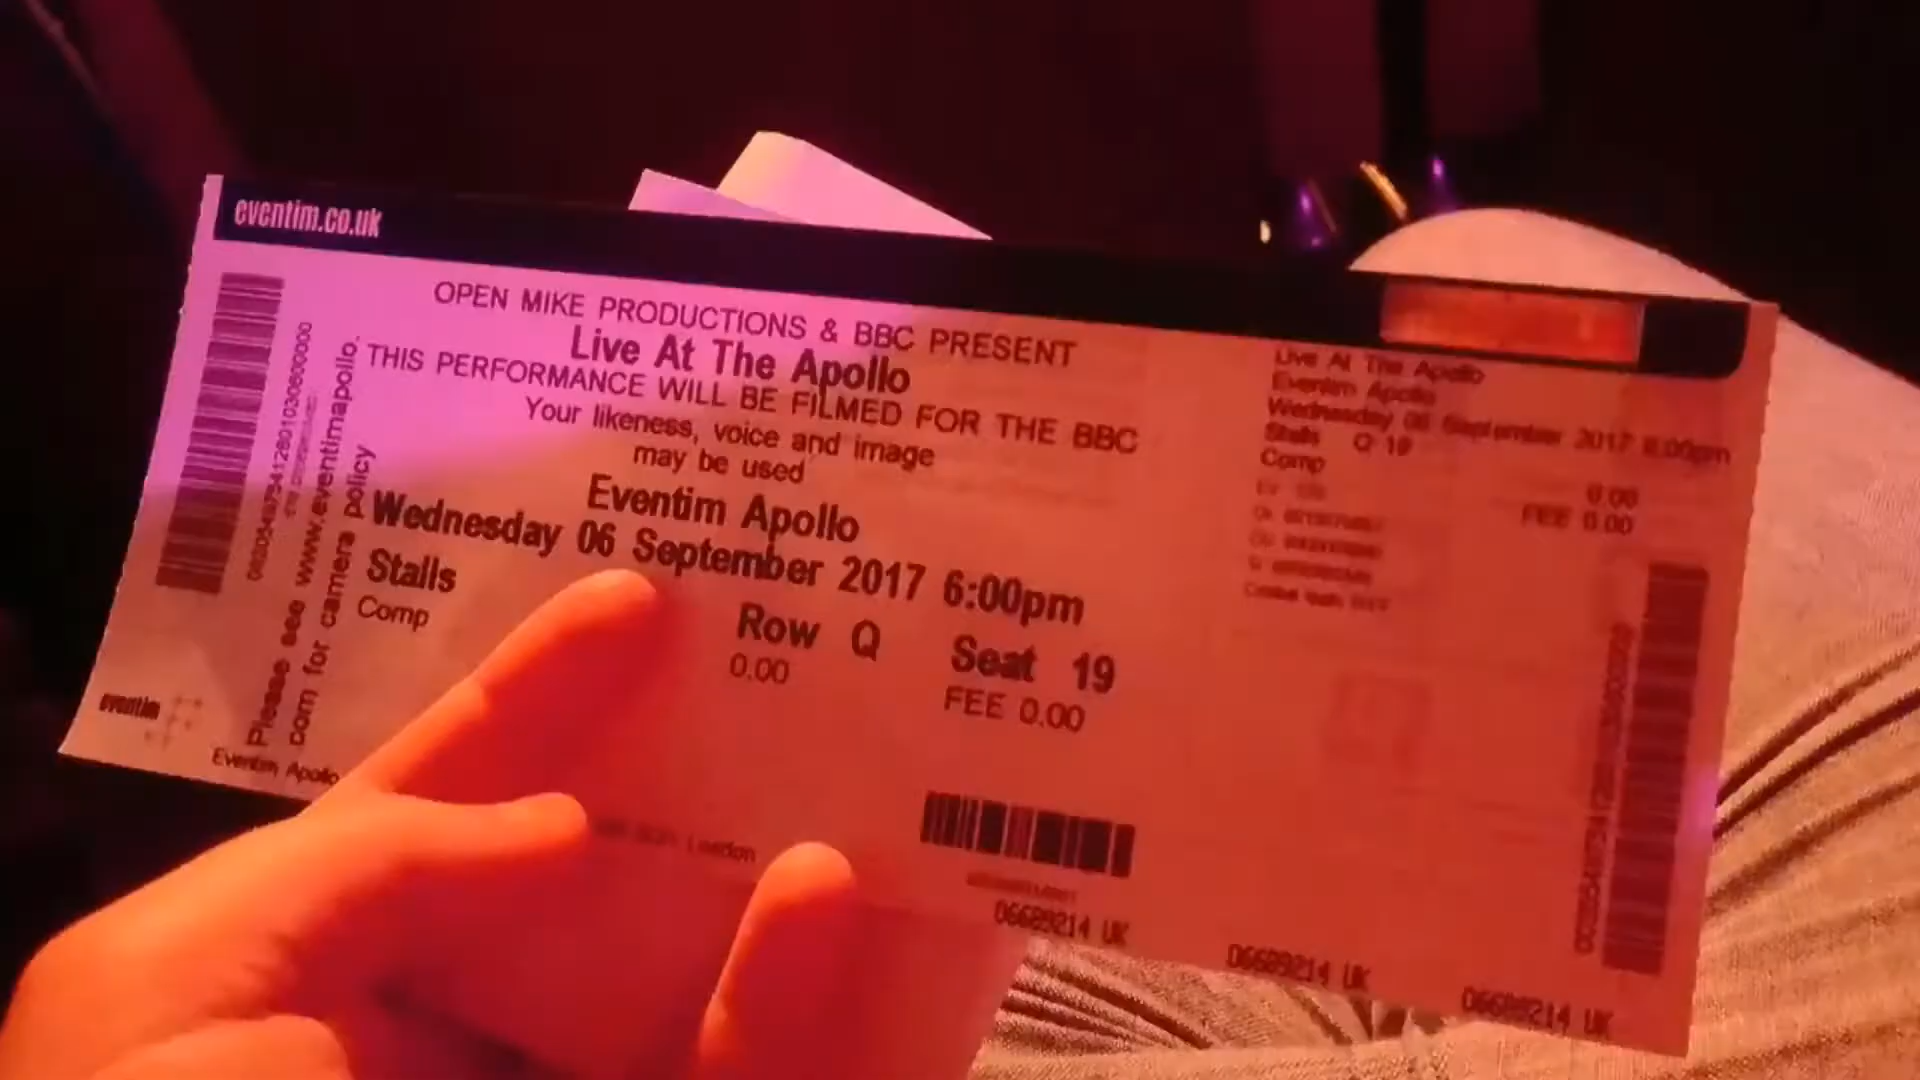 eventim.co.uk
OPEN MIKE PRODUCTIONS & BBC PRESENT
Live At The Apollo
THIS PERFORMANCE WILL BE FILMED FOR THE BBC
Your likeness, voice and image
may be used
Eventim Apollo
Wednesday 06 September 2017 6:00pm
Stalls
Row Q Seat 19
Comp
0.00
FEE 0.00
Please see www.eventimapollo.
com for camera policy
eventim
Eventim Apollo
London
06689214 UK
Live At The Apollo
Eventim Apollo
Wednesday 06 September 2017 6:00pm
Stalls Q 19
Comp
0.00
FEE 0.00
06689214 UK
06689214 UK